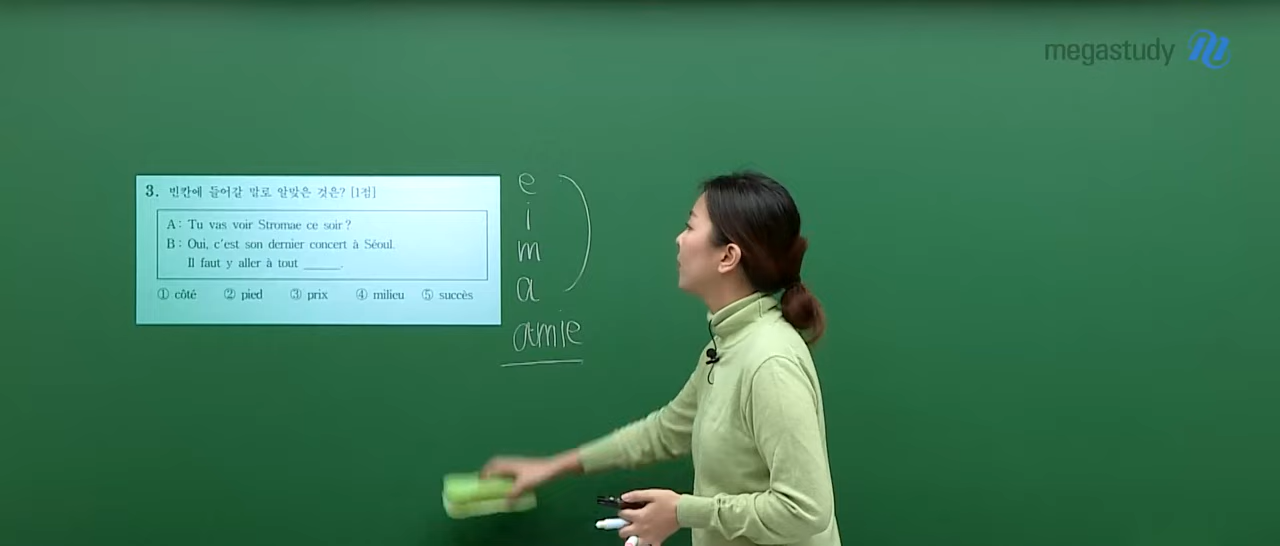 megastudy
3. 빈칸에 들어갈 말로 알맞은 것은? [1점]
A : Tu vas voir Stromae ce soir ?
B : Oui, c'est son dernier concert à Séoul.
Il faut y aller à tout ______.
① côté ② pied ③ prix ④ milieu ⑤ succès
e
i
m
a
amie